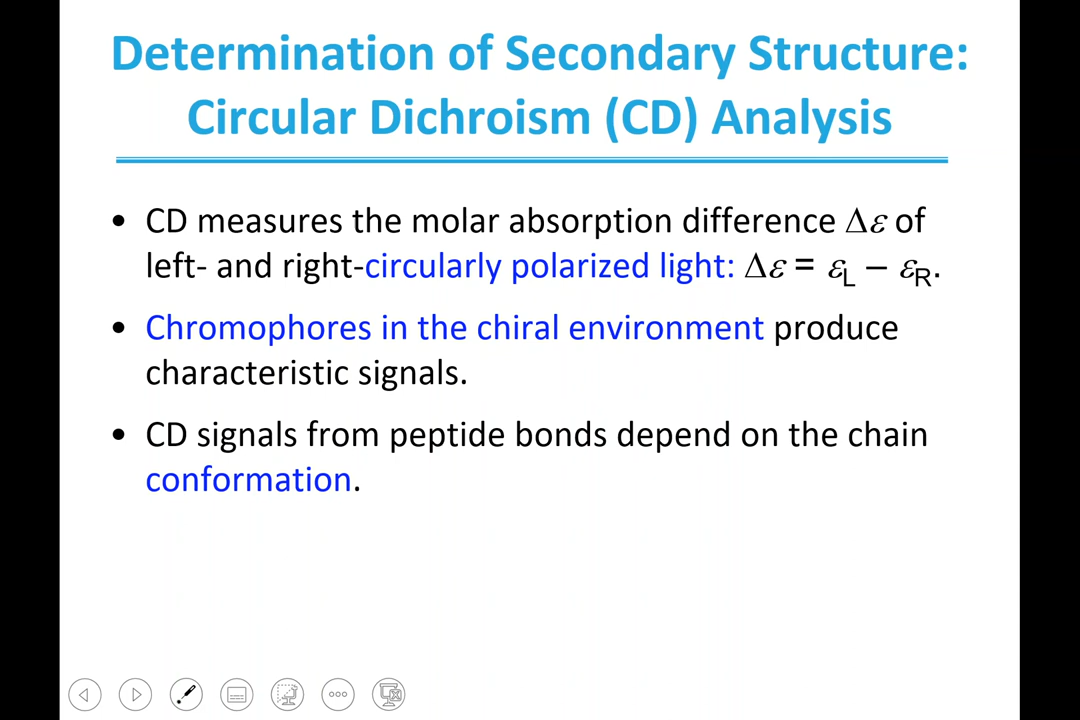 Determination of Secondary Structure:
Circular Dichroism (CD) Analysis
• CD measures the molar absorption difference Δε of
left- and right-circularly polarized light: Δε = εL – εR.
• Chromophores in the chiral environment produce
characteristic signals.
• CD signals from peptide bonds depend on the chain
conformation.